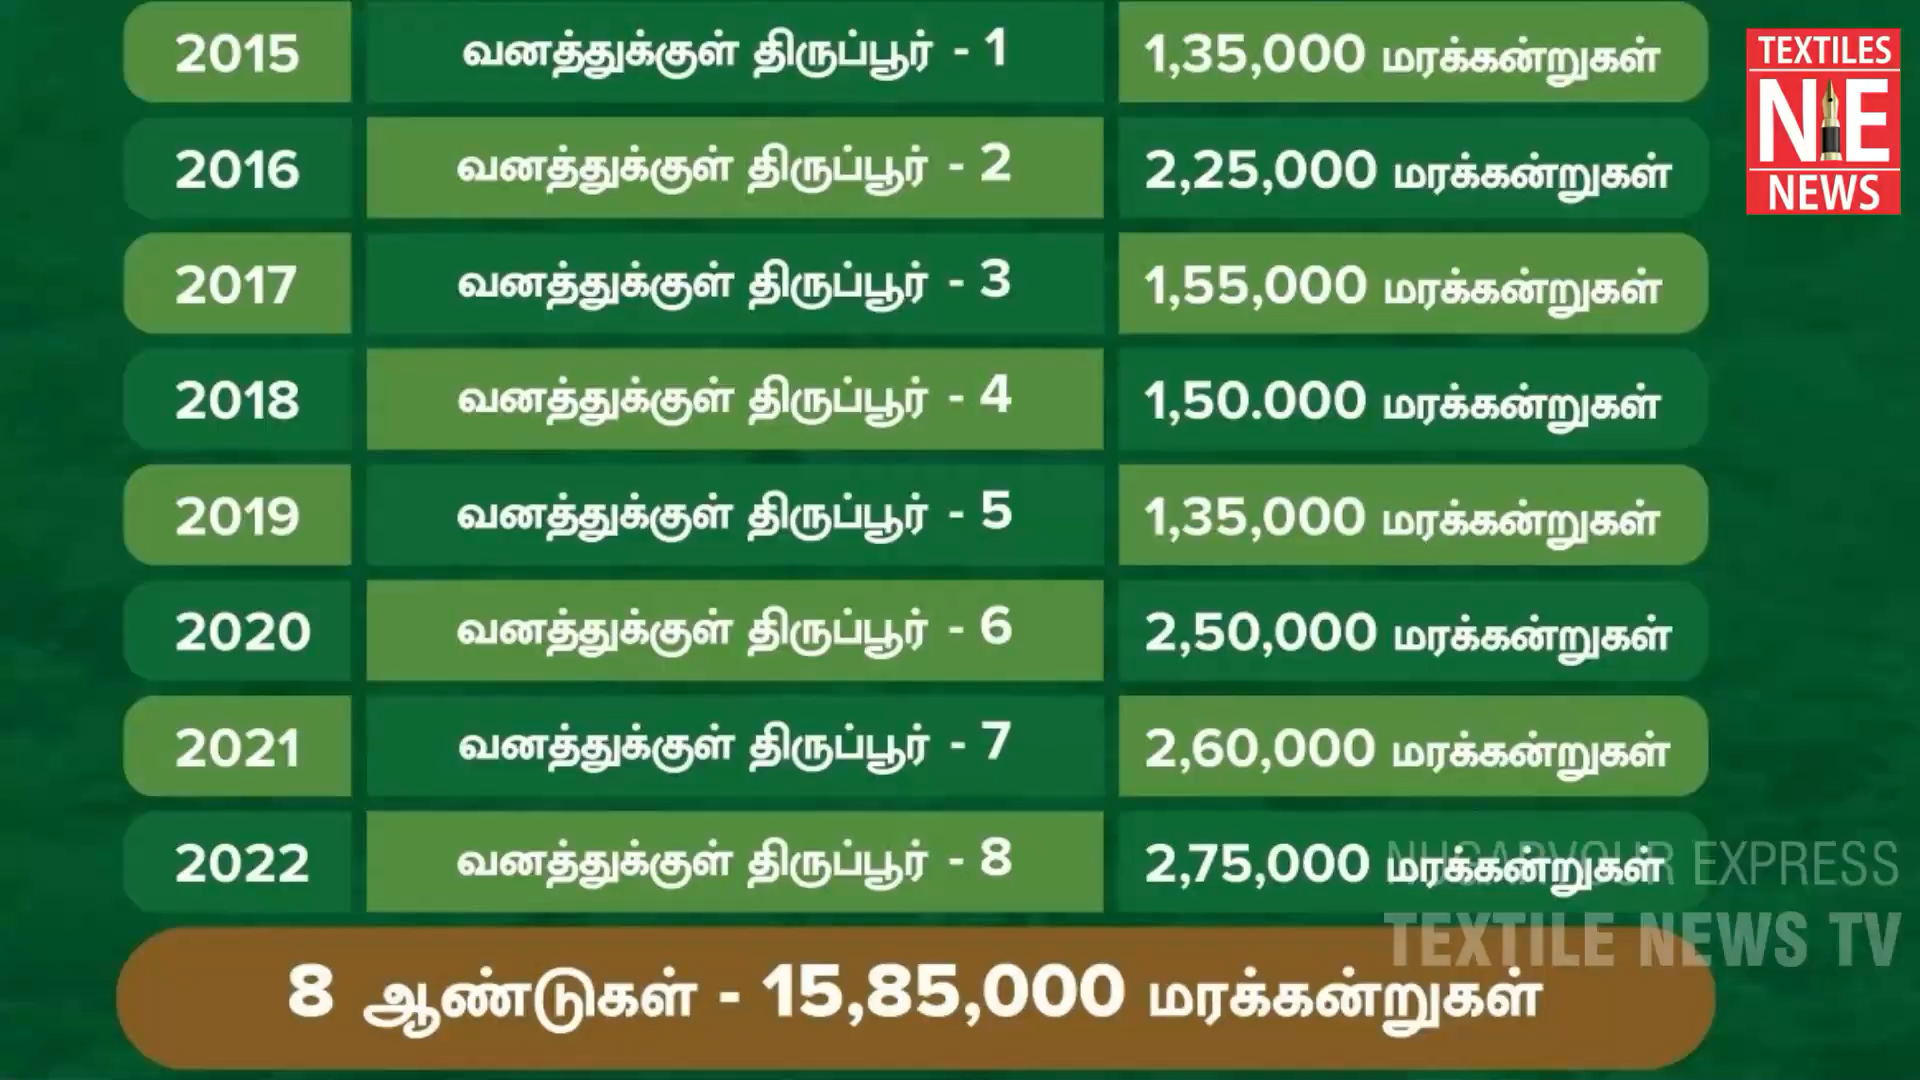 2015 வனத்துக்குள் திருப்பூர் - 1 1,35,000 மரக்கன்றுகள்
2016 வனத்துக்குள் திருப்பூர் - 2 2,25,000 மரக்கன்றுகள்
2017 வனத்துக்குள் திருப்பூர் - 3 1,55,000 மரக்கன்றுகள்
2018 வனத்துக்குள் திருப்பூர் - 4 1,50.000 மரக்கன்றுகள்
2019 வனத்துக்குள் திருப்பூர் - 5 1,35,000 மரக்கன்றுகள்
2020 வனத்துக்குள் திருப்பூர் - 6 2,50,000 மரக்கன்றுகள்
2021 வனத்துக்குள் திருப்பூர் - 7 2,60,000 மரக்கன்றுகள்
2022 வனத்துக்குள் திருப்பூர் - 8 2,75,000 மரக்கன்றுகள்
8 ஆண்டுகள் - 15,85,000 மரக்கன்றுகள்
TEXTILES
NIE
NEWS
EXPRESS
TEXTILE NEWS TV